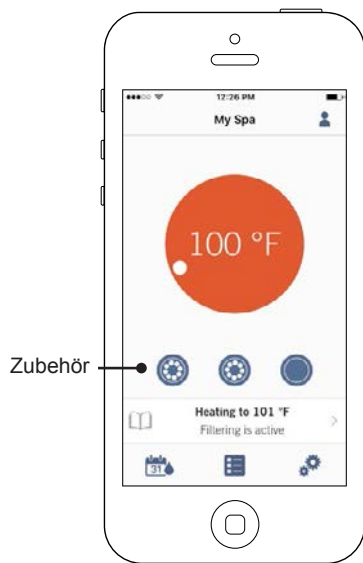 12:26 PM
My Spa
100 °F
Zubehör
Heating to 101 °F
Filtering is active
31